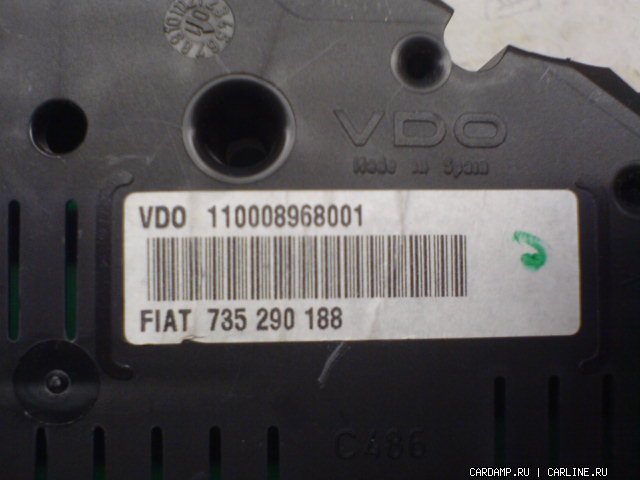 VDO
Made in Spain
VDO 110008968001
FIAT 735 290 188
C486
CARDAMP.RU | CARLINE.RU